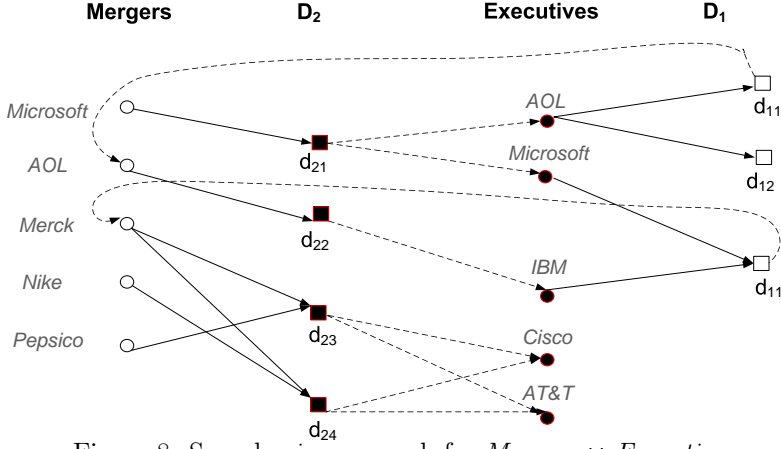 Mergers D₂ Executives D₁
Microsoft
AOL
Merck
Nike
Pepsico
d₂₁
d₂₂
d₂₃
d₂₄
AOL
Microsoft
IBM
Cisco
AT&T
d₁₁
d₁₂
d₁₁